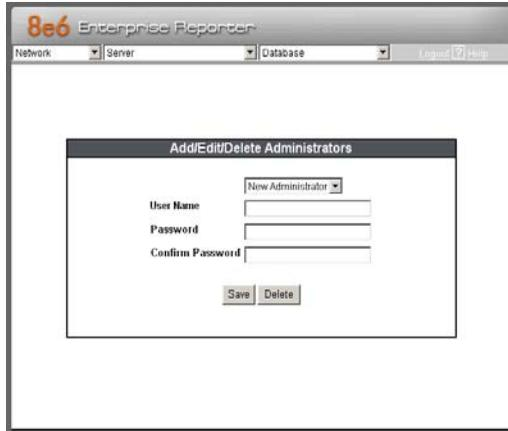 8e6 Enterprise Reporter
Network Server Database Logout ? Help
Add/Edit/Delete Administrators
New Administrator
User Name
Password
Confirm Password
Save Delete